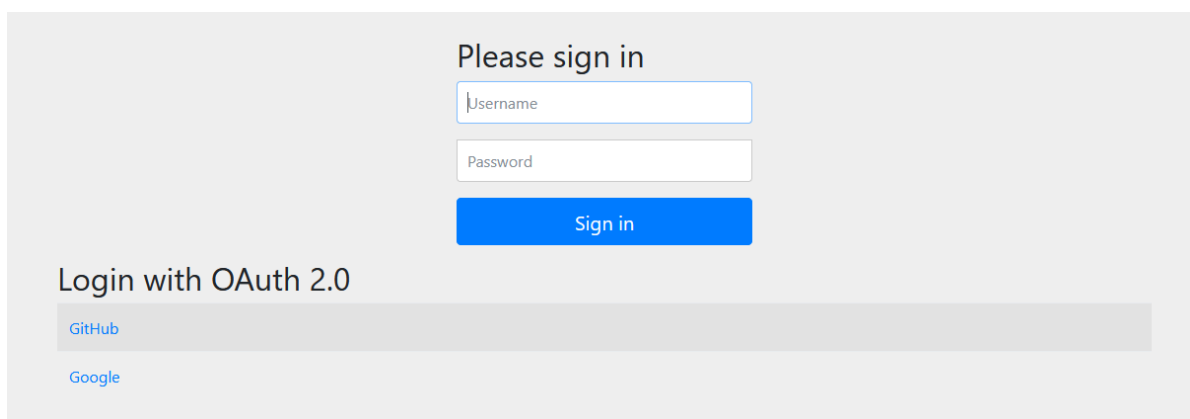 Please sign in
Username
Password
Sign in
Login with OAuth 2.0
GitHub
Google